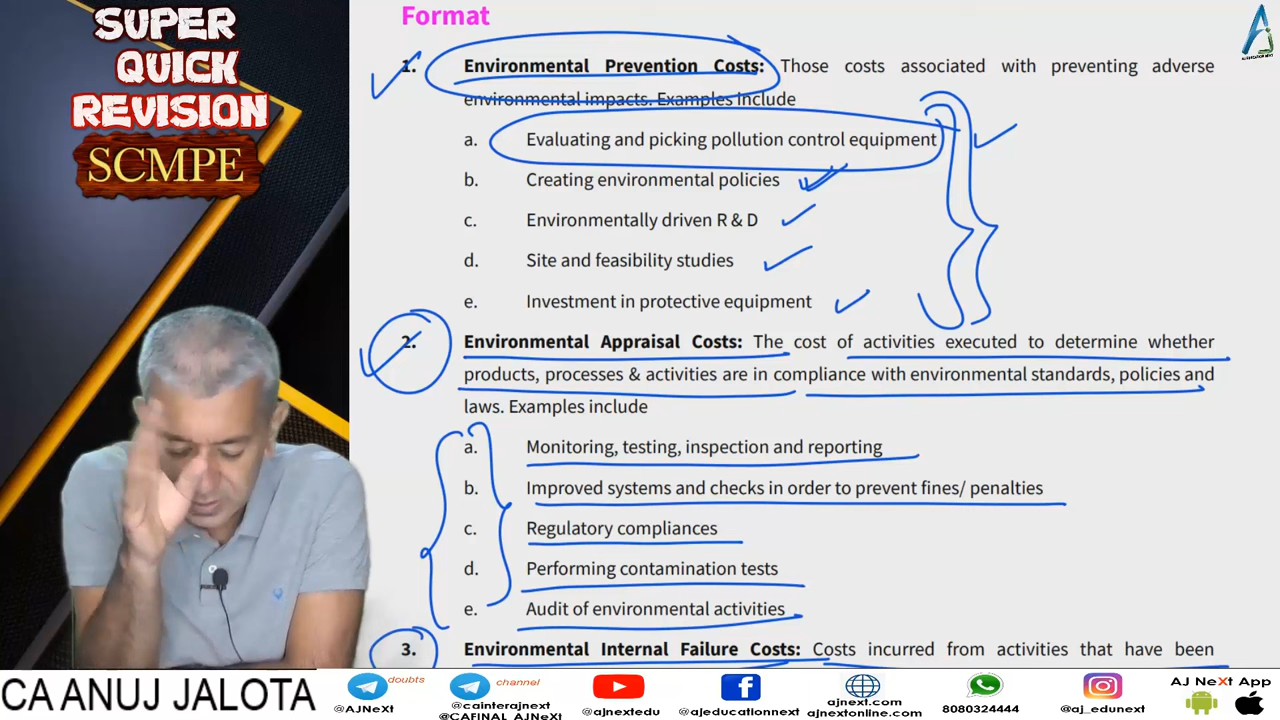 SUPER
QUICK
REVISION
SCMPE
Format
1. Environmental Prevention Costs: Those costs associated with preventing adverse
environmental impacts. Examples include
a. Evaluating and picking pollution control equipment
b. Creating environmental policies
c. Environmentally driven R & D
d. Site and feasibility studies
e. Investment in protective equipment
2. Environmental Appraisal Costs: The cost of activities executed to determine whether
products, processes & activities are in compliance with environmental standards, policies and
laws. Examples include
a. Monitoring, testing, inspection and reporting
b. Improved systems and checks in order to prevent fines/ penalties
c. Regulatory compliances
d. Performing contamination tests
e. Audit of environmental activities
3. Environmental Internal Failure Costs: Costs incurred from activities that have been
CA ANUJ JALOTA
doubts
@AJNeXt
channel
@cainterajnext
@CAFINAL_AJNeXt
@ajnextedu
@ajeducationnext
ajnext.com
ajnextonline.com
8080324444
@aj_edunext
AJ NeXt App